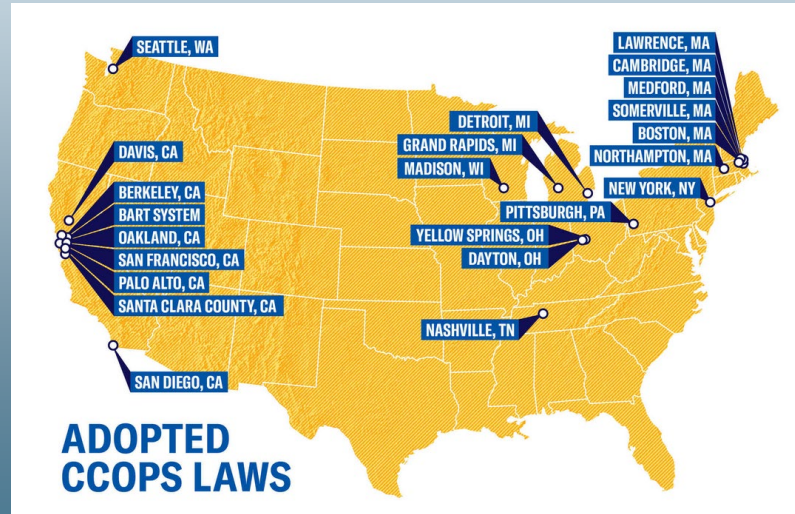 SEATTLE, WA
DAVIS, CA
BERKELEY, CA
BART SYSTEM
OAKLAND, CA
SAN FRANCISCO, CA
PALO ALTO, CA
SANTA CLARA COUNTY, CA
SAN DIEGO, CA
DETROIT, MI
GRAND RAPIDS, MI
MADISON, WI
PITTSBURGH, PA
YELLOW SPRINGS, OH
DAYTON, OH
NASHVILLE, TN
LAWRENCE, MA
CAMBRIDGE, MA
MEDFORD, MA
SOMERVILLE, MA
BOSTON, MA
NORTHAMPTON, MA
NEW YORK, NY
ADOPTED
CCOPS LAWS